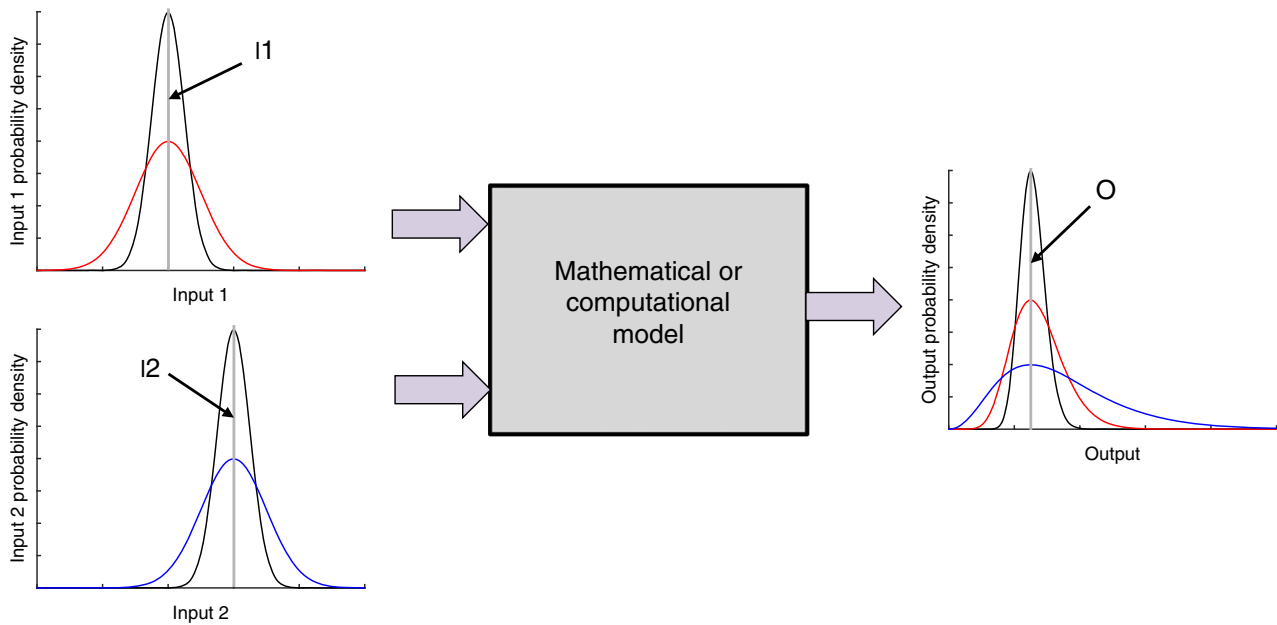 Input 1 probability density
I1
Input 1
Input 2 probability density
I2
Input 2
Mathematical or
computational
model
Output probability density
O
Output